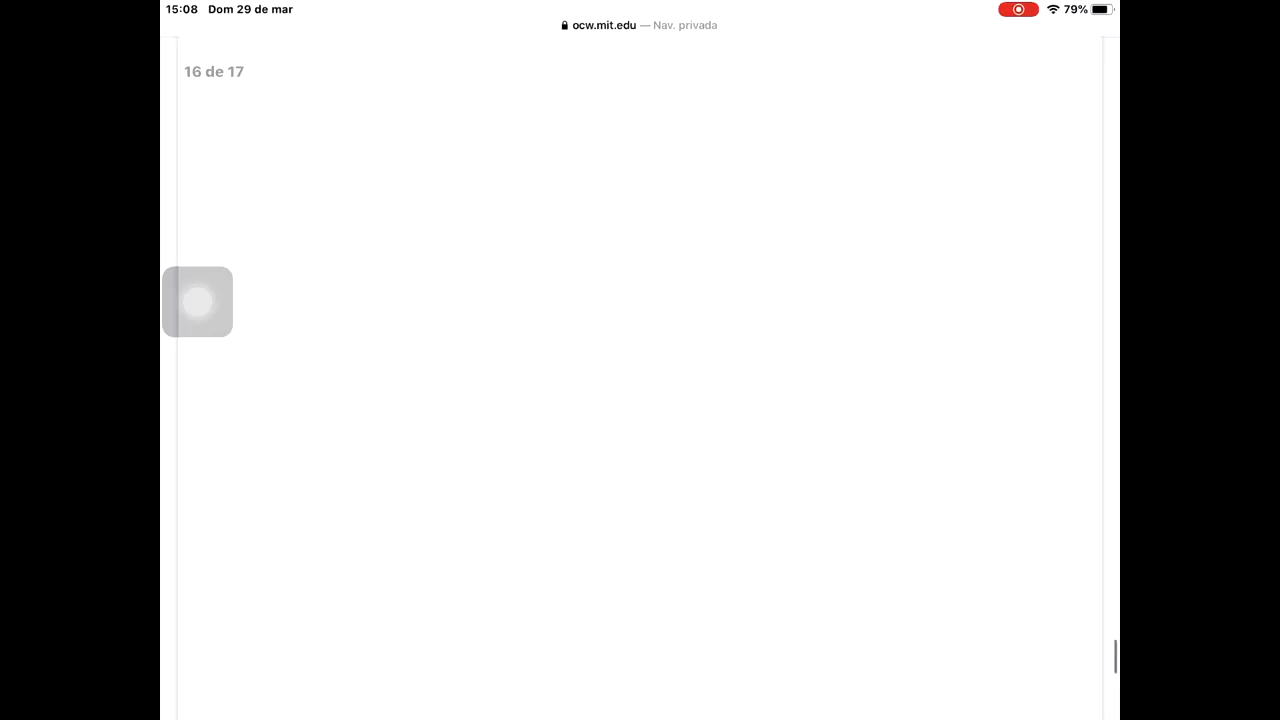 15:08 Dom 29 de mar 79%
ocw.mit.edu — Nav. privada
16 de 17